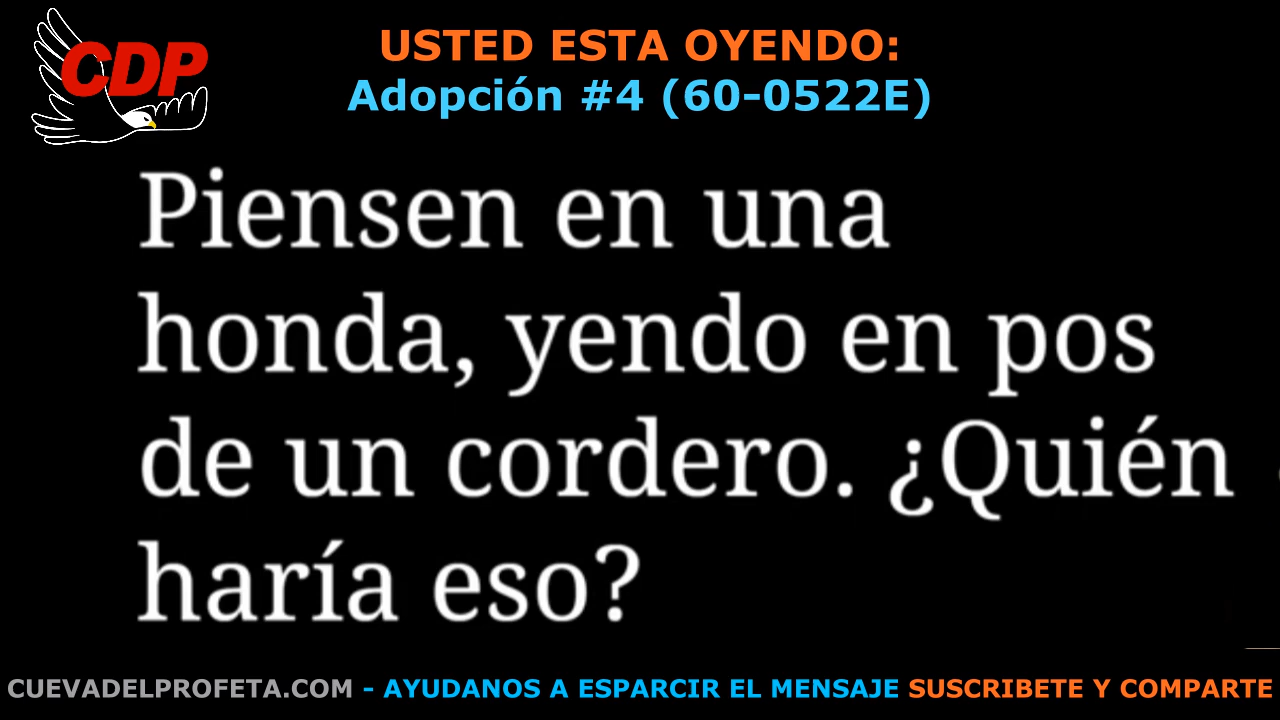 CDP
USTED ESTA OYENDO:
Adopción #4 (60-0522E)
Piensen en una
honda, yendo en pos
de un cordero. ¿Quién
haría eso?
CUEVADELPROFETA.COM - AYUDANOS A ESPARCIR EL MENSAJE SUSCRIBETE Y COMPARTE